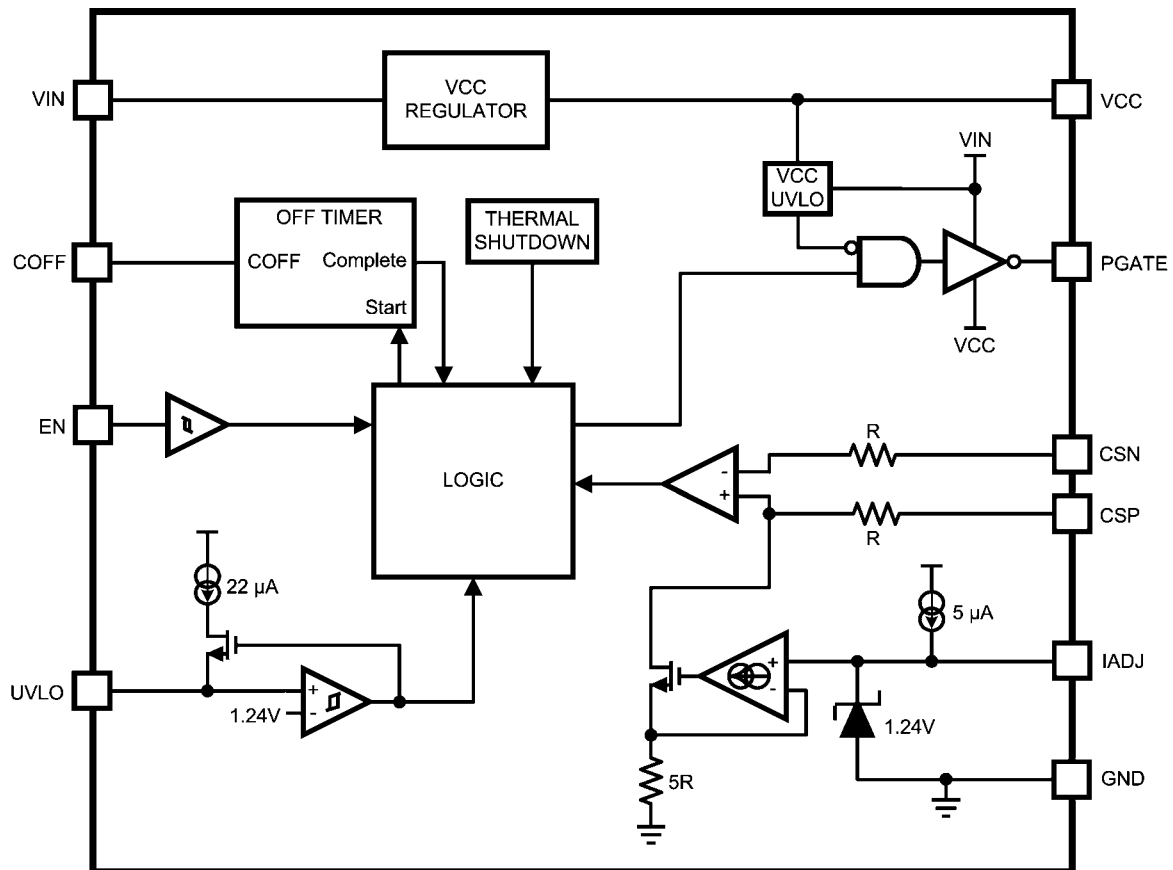 VIN
VCC
REGULATOR
VCC
VIN
VCC
UVLO
OFF TIMER
THERMAL
SHUTDOWN
COFF
COFF
Complete
PGATE
Start
VCC
EN
R
CSN
-
LOGIC
+
CSP
R
22 µA
5 µA
UVLO
+
1.24V
-
+
-
IADJ
1.24V
5R
GND